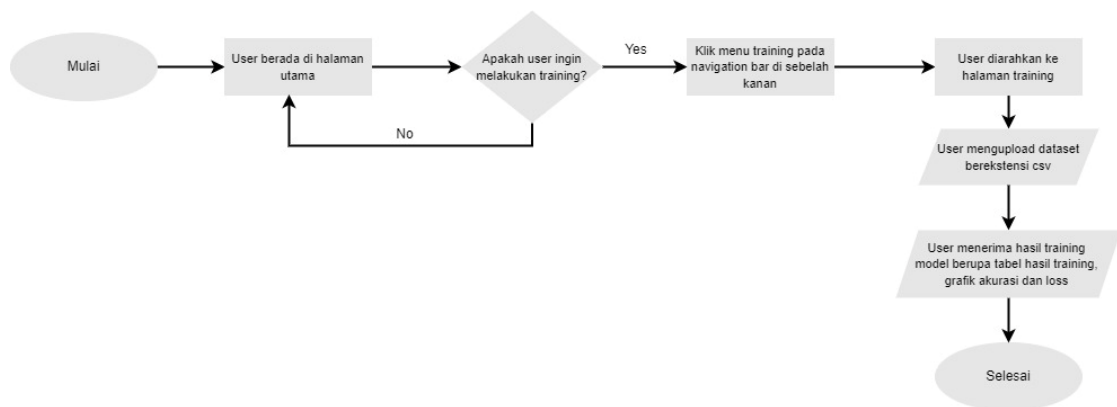 Mulai
User berada di halaman
utama
Apakah user ingin
melakukan training?
Yes
No
Klik menu training pada
navigation bar di sebelah
kanan
User diarahkan ke
halaman training
User mengupload dataset
berekstensi csv
User menerima hasil training
model berupa tabel hasil training,
grafik akurasi dan loss
Selesai